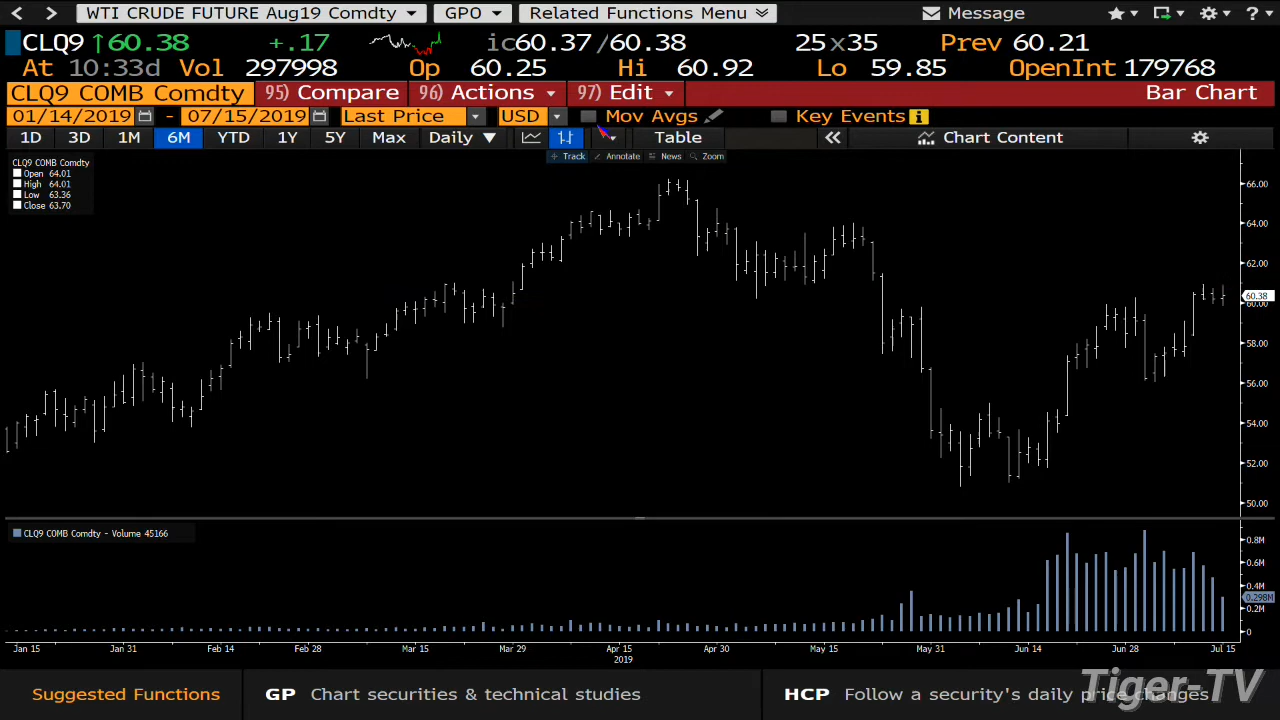 WTI CRUDE FUTURE Aug19 Comdty GPO Related Functions Menu Message ?
CLQ9 ↑60.38 +.17 ic60.37/60.38 25x35 Prev 60.21
At 10:33d Vol 297998 Op 60.25 Hi 60.92 Lo 59.85 OpenInt 179768
CLQ9 COMB Comdty 95) Compare 96) Actions 97) Edit Bar Chart
01/14/2019 - 07/15/2019 Last Price USD Mov Avgs Key Events i
1D 3D 1M 6M YTD 1Y 5Y Max Daily ▼ Table Chart Content
Track Annotate News Zoom
CLQ9 COMB Comdty
Open 64.01
High 64.01
Low 63.36
Close 63.70
66.00
64.00
62.00
60.38
60.00
58.00
56.00
54.00
52.00
50.00
CLQ9 COMB Comdty - Volume 45166
0.8M
0.6M
0.4M
0.298M
0.2M
0
Jan 15 Jan 31 Feb 14 Feb 28 Mar 15 Mar 29 Apr 15 Apr 30 May 15 May 31 Jun 14 Jun 28 Jul 15
2019
Suggested Functions GP Chart securities & technical studies HCP Follow a security's daily price changes
Tiger-TV